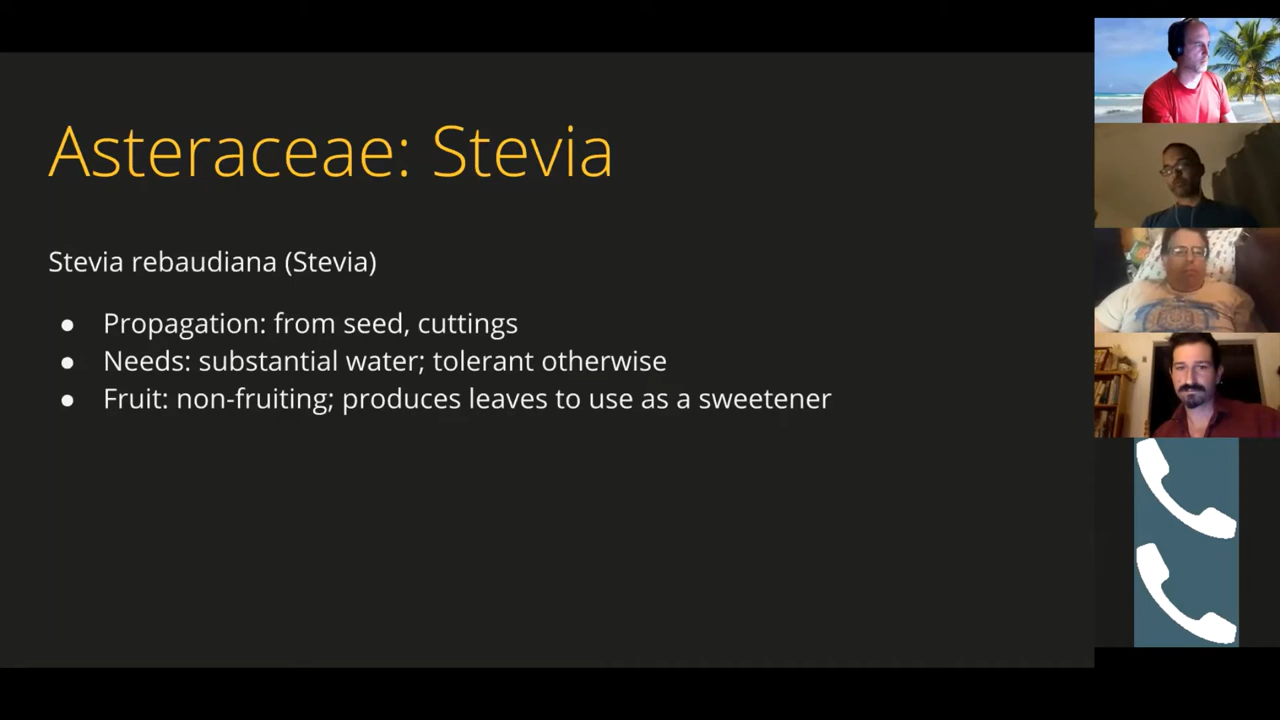 Asteraceae: Stevia
Stevia rebaudiana (Stevia)
● Propagation: from seed, cuttings
● Needs: substantial water; tolerant otherwise
● Fruit: non-fruiting; produces leaves to use as a sweetener